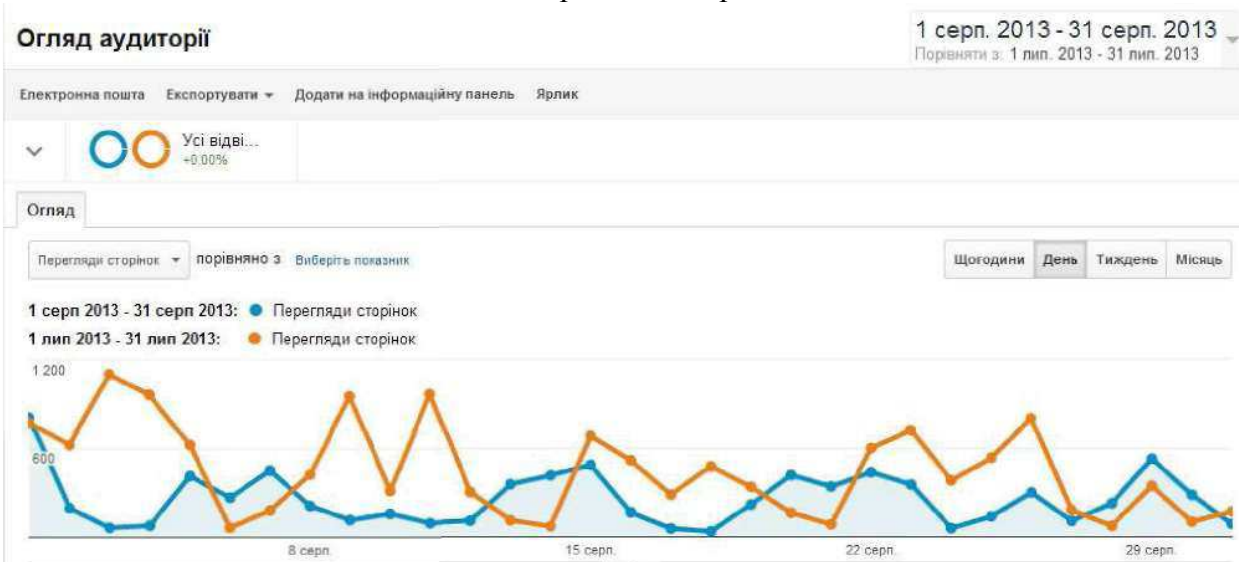 Огляд аудиторії
1 серп. 2013 - 31 серп. 2013
Порівняти з: 1 лип. 2013 - 31 лип. 2013
Електронна пошта Експортувати Додати на інформаційну панель Ярлик
Усі відві...
+0.00%
Огляд
Перегляди сторінок порівняно з Виберіть показник
Щогодини День Тиждень Місяць
1 серп 2013 - 31 серп 2013: Перегляди сторінок
1 лип 2013 - 31 лип 2013: Перегляди сторінок
1 200
600
8 серп. 15 серп. 22 серп. 29 серп.